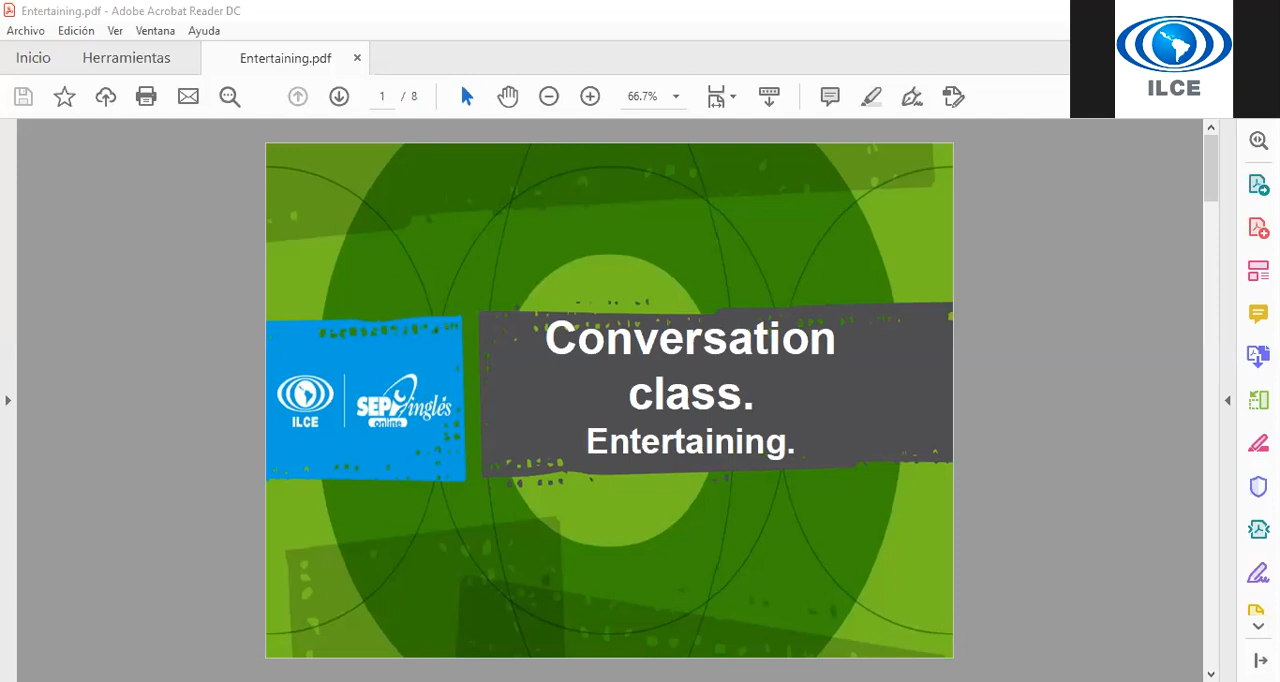 Entertaining.pdf - Adobe Acrobat Reader DC
Archivo Edición Ver Ventana Ayuda
Inicio Herramientas Entertaining.pdf ×
1 / 8 66.7%
ILCE
Conversation
class.
Entertaining.
ILCE
SEP inglés
online